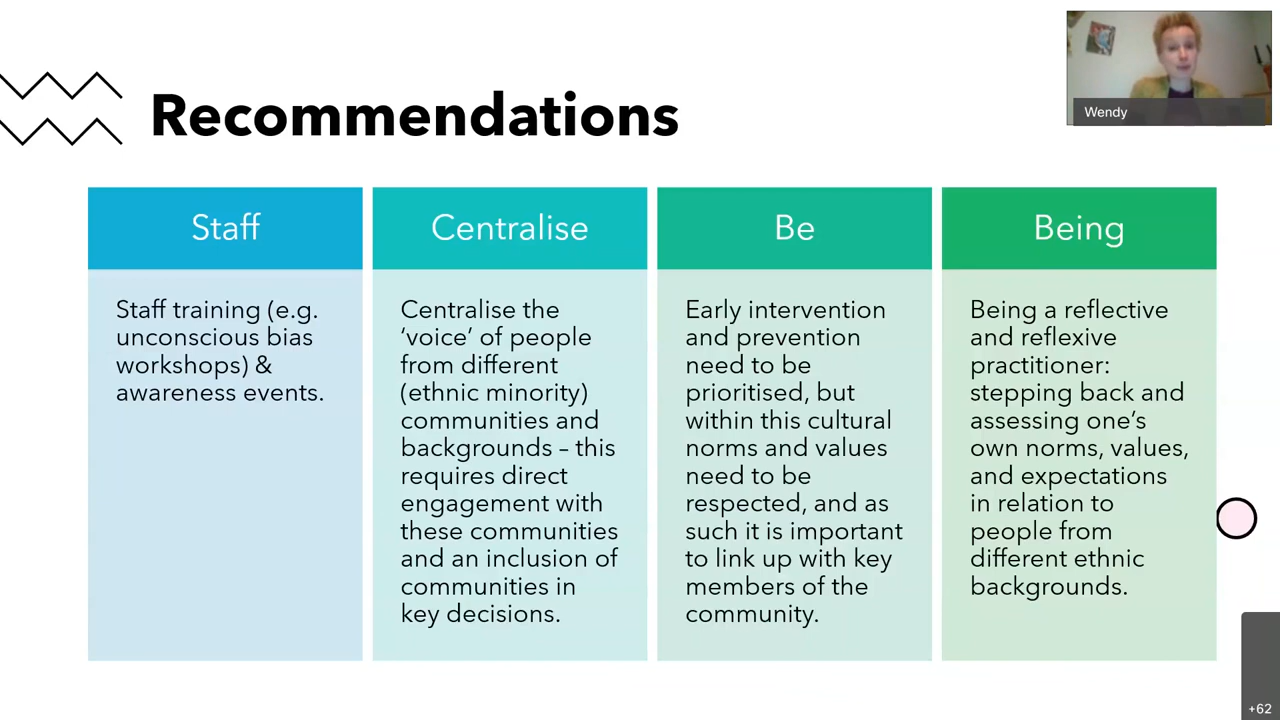 Wendy
Recommendations
Staff
Staff training (e.g.
unconscious bias
workshops) &
awareness events.
Centralise
Centralise the
‘voice’ of people
from different
(ethnic minority)
communities and
backgrounds – this
requires direct
engagement with
these communities
and an inclusion of
communities in
key decisions.
Be
Early intervention
and prevention
need to be
prioritised, but
within this cultural
norms and values
need to be
respected, and as
such it is important
to link up with key
members of the
community.
Being
Being a reflective
and reflexive
practitioner:
stepping back and
assessing one’s
own norms, values,
and expectations
in relation to
people from
different ethnic
backgrounds.
+62